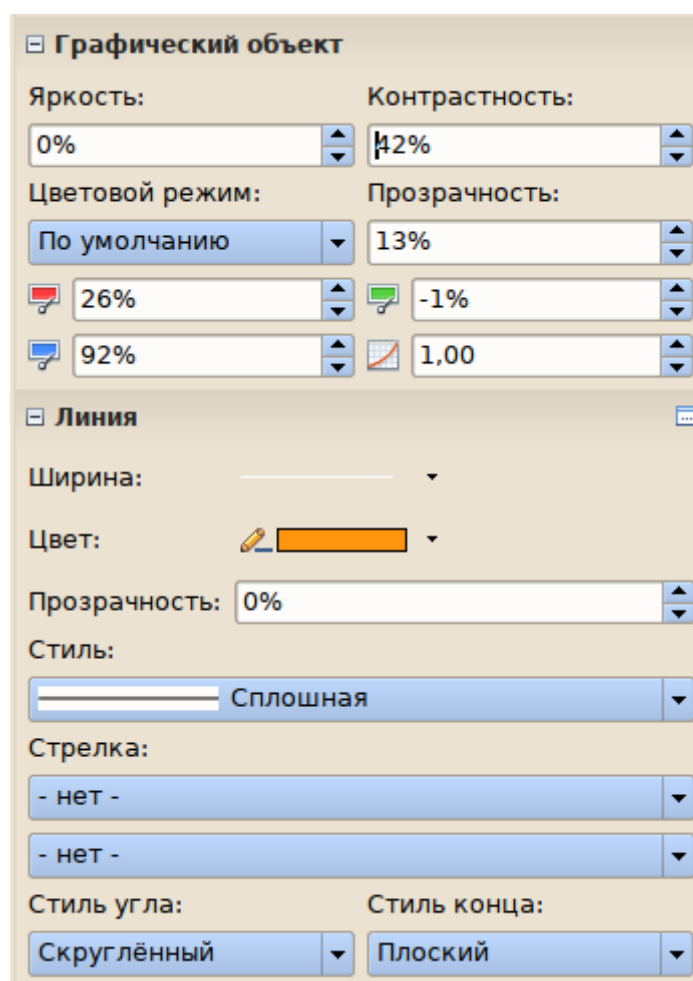 Графический объект
Яркость: Контрастность:
0% 42%
Цветовой режим: Прозрачность:
По умолчанию 13%
26% -1%
92% 1,00
Линия
Ширина:
Цвет:
Прозрачность: 0%
Стиль:
Сплошная
Стрелка:
- нет -
- нет -
Стиль угла: Стиль конца:
Скруглённый Плоский